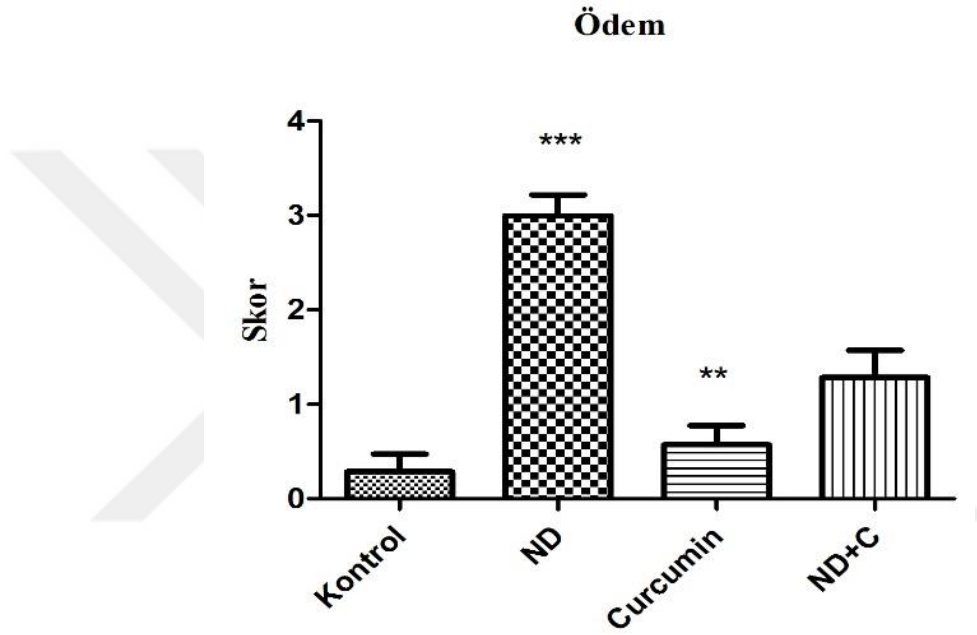 Ödem
Skor
4
3
2
1
0
***
**
Kontrol
ND
Curcumin
ND+C